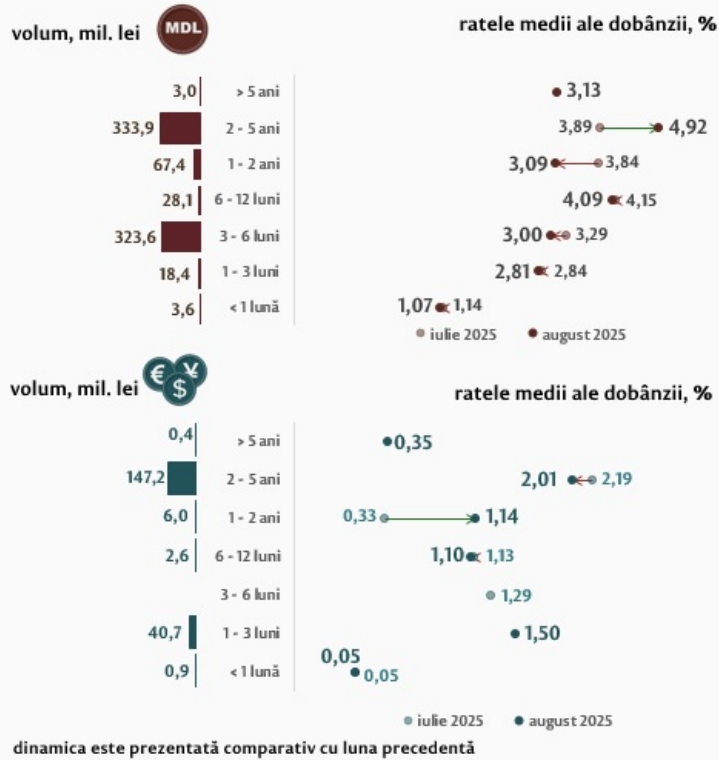 volum, mil. lei MDL ratele medii ale dobânzii, %
3,0 > 5 ani 3,13
333,9 2 - 5 ani 3,89 4,92
67,4 1 - 2 ani 3,09 3,84
28,1 6 - 12 luni 4,09 4,15
323,6 3 - 6 luni 3,00 3,29
18,4 1 - 3 luni 2,81 2,84
3,6 < 1 lună 1,07 1,14
iulie 2025 august 2025
volum, mil. lei € ¥ $ ratele medii ale dobânzii, %
0,4 > 5 ani 0,35
147,2 2 - 5 ani 2,01 2,19
6,0 1 - 2 ani 0,33 1,14
2,6 6 - 12 luni 1,10 1,13
3 - 6 luni 1,29
40,7 1 - 3 luni 1,50
0,9 < 1 lună 0,05 0,05
iulie 2025 august 2025
dinamica este prezentată comparativ cu luna precedentă